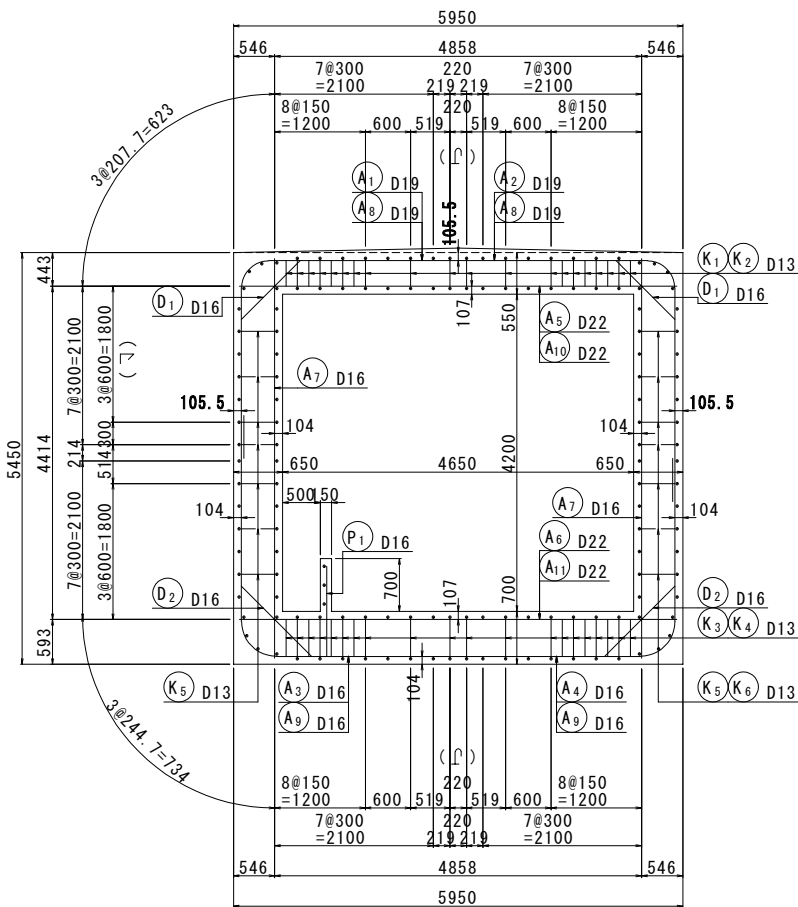 5950
546 4858 546
7@300 220 7@300
=2100 219 219 =2100
8@150 220 8@150
=1200 600 519 519 600 =1200
3@207.7=623
A1 D19 A2 D19
A8 D19 A8 D19
105.5
443
K1 K2 D13
D1 D16 D1 D16
107 550
A5 D22
A10 D22
7@300=2100
3@600=1800
A7 D16
105.5 105.5
104 104
300
5450 4414 214 514
650 4650 650
4200
500 150
104 104
A7 D16
P1 D16
A6 D22
A11 D22
7@300=2100
3@600=1800
700 107 700
D2 D16 D2 D16
K3 K4 D13
593
104
K5 D13
A3 D16 A4 D16
A9 D16 A9 D16
K5 K6 D13
3@244.7=734
8@150 220 8@150
=1200 600 519 519 600 =1200
7@300 220 7@300
=2100 219 219 =2100
546 4858 546
5950